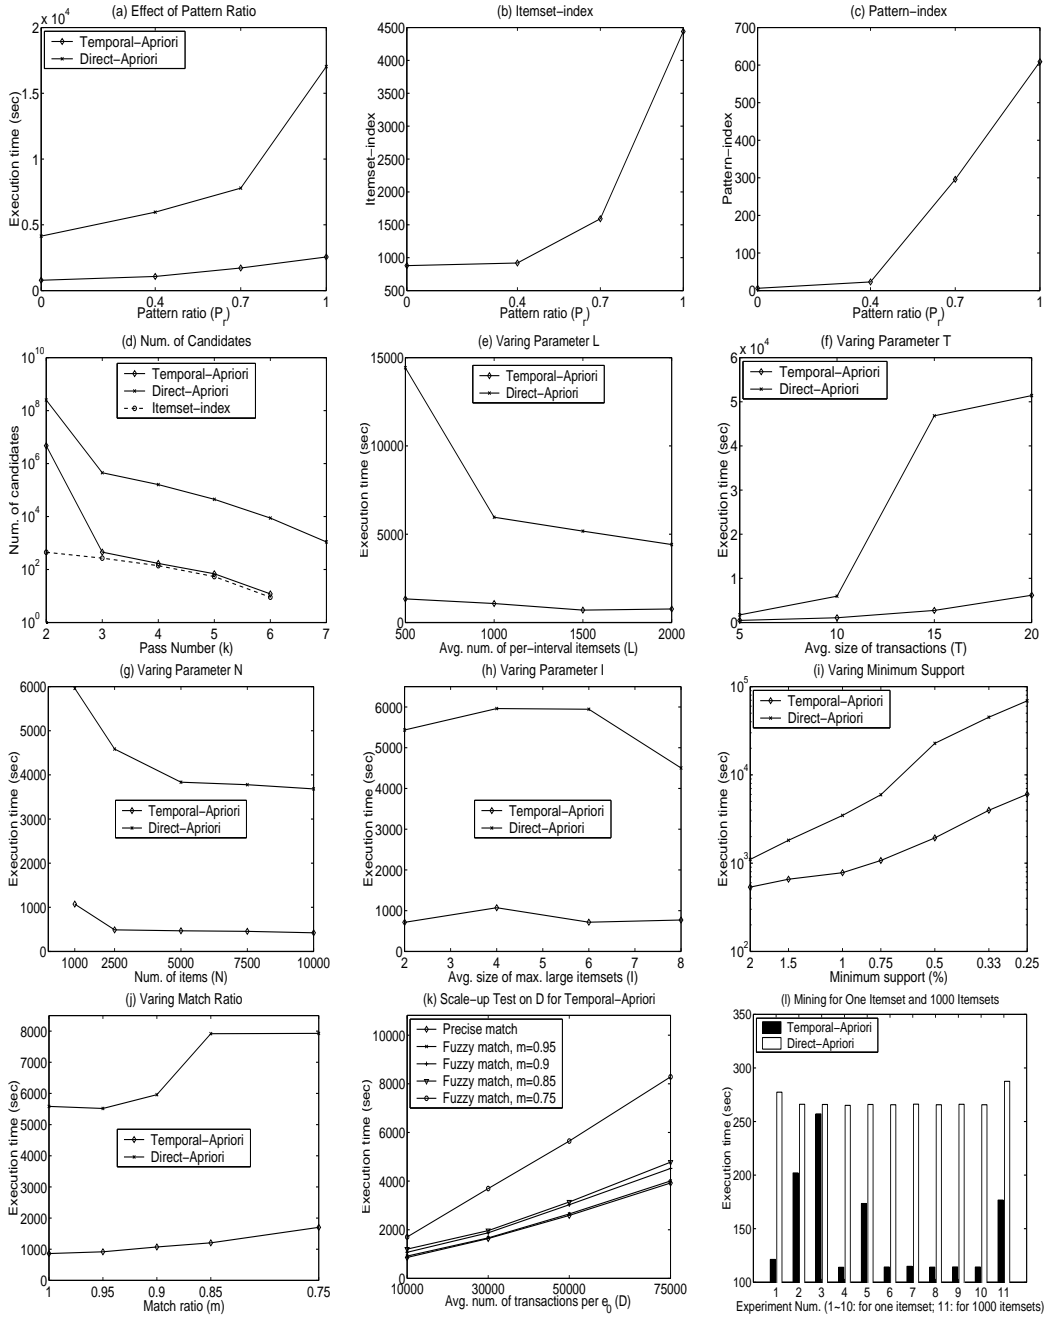 (a) Effect of Pattern Ratio
2 x 10^4
1.5
1
0.5
0
Execution time (sec)
Temporal-Apriori
Direct-Apriori
0 0.4 0.7 1
Pattern ratio (P_r)
(b) Itemset-index
4500
4000
3500
3000
2500
2000
1500
1000
500
Itemset-index
0 0.4 0.7 1
Pattern ratio (P_r)
(c) Pattern-index
700
600
500
400
300
200
100
0
Pattern-index
0 0.4 0.7 1
Pattern ratio (P_r)
(d) Num. of Candidates
10^10
10^8
10^6
10^4
10^2
10^0
Num. of candidates
Temporal-Apriori
Direct-Apriori
Itemset-index
2 3 4 5 6 7
Pass Number (k)
(e) Varing Parameter L
15000
10000
5000
0
Execution time (sec)
Temporal-Apriori
Direct-Apriori
500 1000 1500 2000
Avg. num. of per-interval itemsets (L)
(f) Varing Parameter T
6 x 10^4
5
4
3
2
1
0
Execution time (sec)
Temporal-Apriori
Direct-Apriori
5 10 15 20
Avg. size of transactions (T)
(g) Varing Parameter N
6000
5000
4000
3000
2000
1000
0
Execution time (sec)
Temporal-Apriori
Direct-Apriori
1000 2500 5000 7500 10000
Num. of items (N)
(h) Varing Parameter I
6000
5000
4000
3000
2000
1000
0
Execution time (sec)
Temporal-Apriori
Direct-Apriori
2 3 4 5 6 7 8
Avg. size of max. large itemsets (I)
(i) Varing Minimum Support
10^5
10^4
10^3
10^2
Execution time (sec)
Temporal-Apriori
Direct-Apriori
2 1.5 1 0.75 0.5 0.33 0.25
Minimum support (%)
(j) Varing Match Ratio
8000
7000
6000
5000
4000
3000
2000
1000
0
Execution time (sec)
Temporal-Apriori
Direct-Apriori
1 0.95 0.9 0.85 0.75
Match ratio (m)
(k) Scale-up Test on D for Temporal-Apriori
10000
8000
6000
4000
2000
0
Execution time (sec)
Precise match
Fuzzy match, m=0.95
Fuzzy match, m=0.9
Fuzzy match, m=0.85
Fuzzy match, m=0.75
10000 30000 50000 75000
Avg. num. of transactions per e_0 (D)
(l) Mining for One Itemset and 1000 Itemsets
350
300
250
200
150
100
Execution time (sec)
Temporal-Apriori
Direct-Apriori
1 2 3 4 5 6 7 8 9 10 11
Experiment Num. (1~10: for one itemset; 11: for 1000 itemsets)